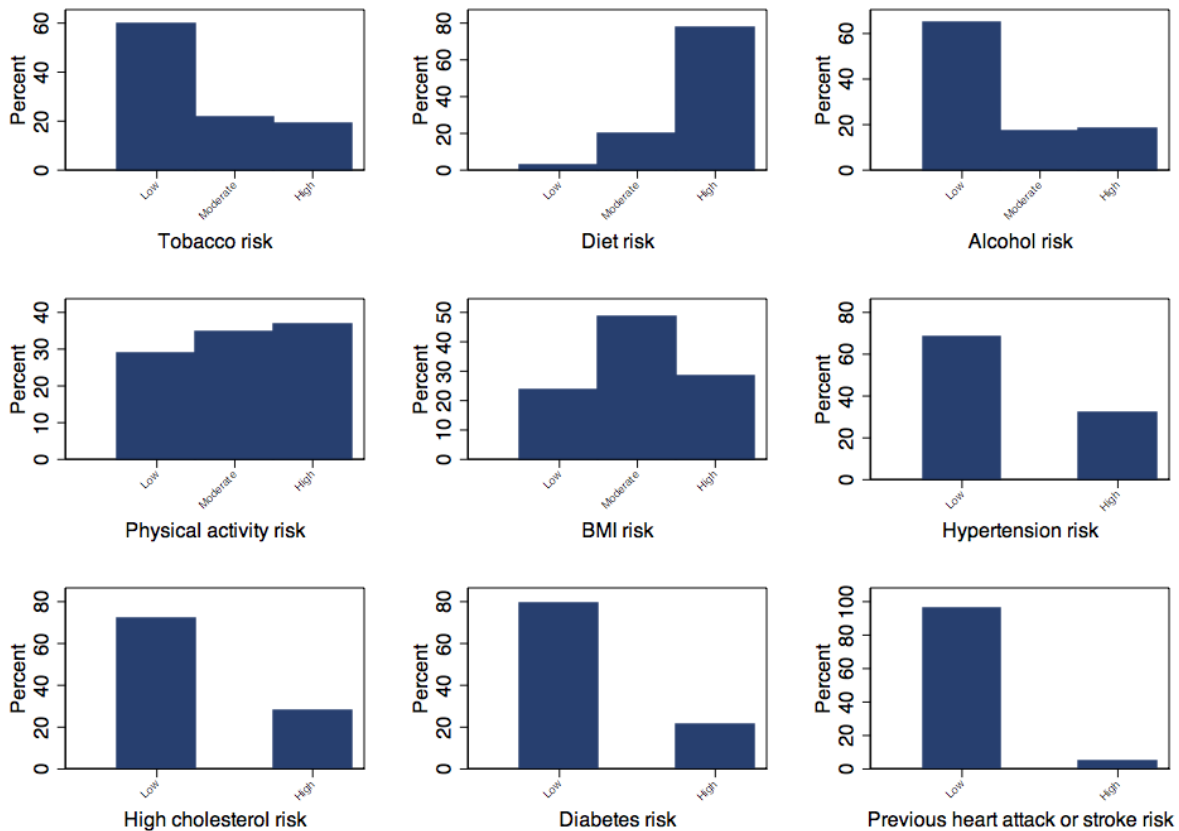 Percent
0 20 40 60
Low Moderate High
Tobacco risk
Percent
0 20 40 60 80
Low Moderate High
Diet risk
Percent
0 20 40 60
Low Moderate High
Alcohol risk
Percent
0 10 20 30 40
Low Moderate High
Physical activity risk
Percent
0 10 20 30 40 50
Low Moderate High
BMI risk
Percent
0 20 40 60 80
Low High
Hypertension risk
Percent
0 20 40 60 80
Low High
High cholesterol risk
Percent
0 20 40 60 80
Low High
Diabetes risk
Percent
0 20 40 60 80 100
Low High
Previous heart attack or stroke risk